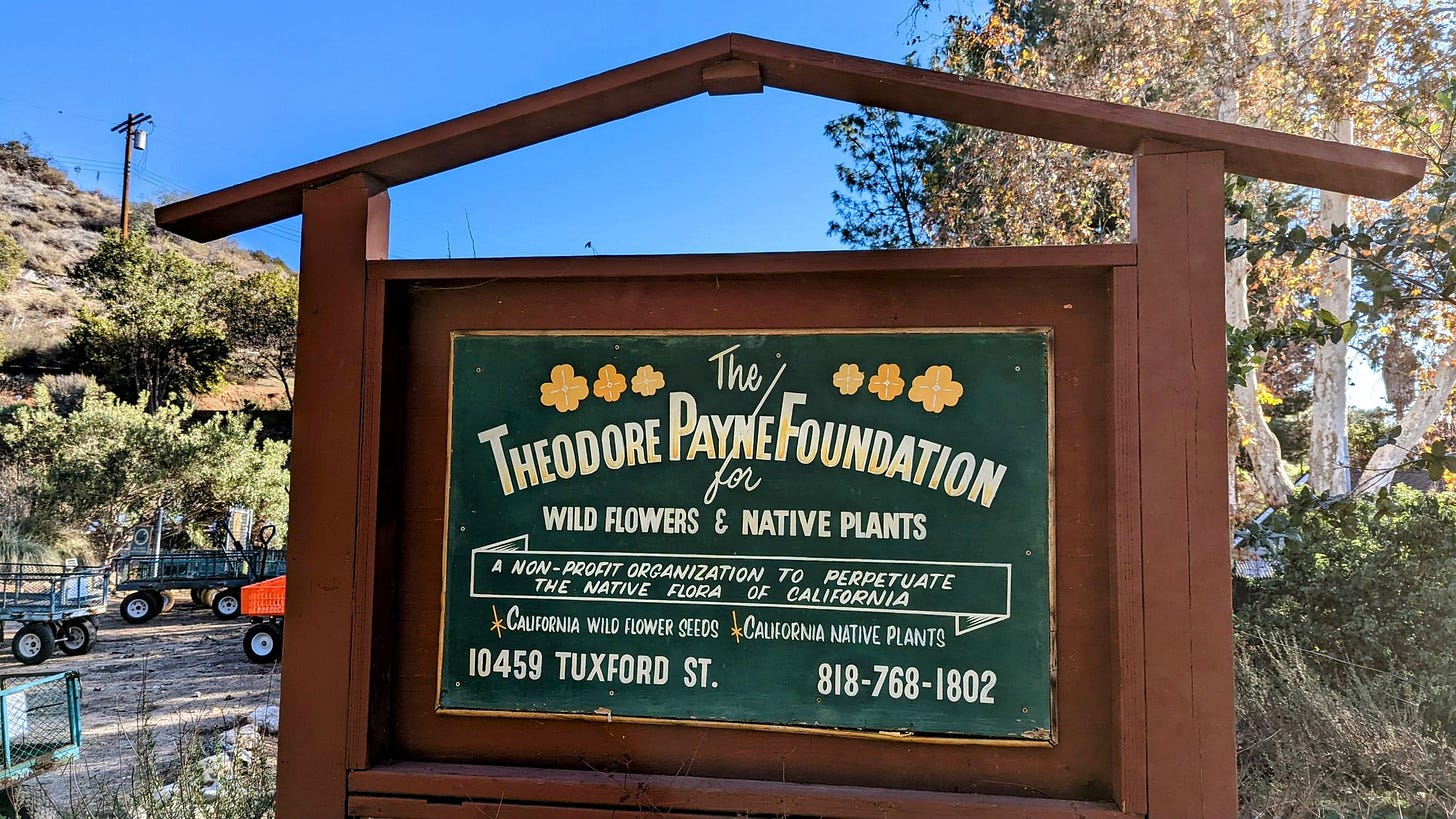 The
THEODORE PAYNE FOUNDATION
for
WILD FLOWERS & NATIVE PLANTS
A NON-PROFIT ORGANIZATION TO PERPETUATE
THE NATIVE FLORA OF CALIFORNIA
CALIFORNIA WILD FLOWER SEEDS CALIFORNIA NATIVE PLANTS
10459 TUXFORD ST. 818-768-1802